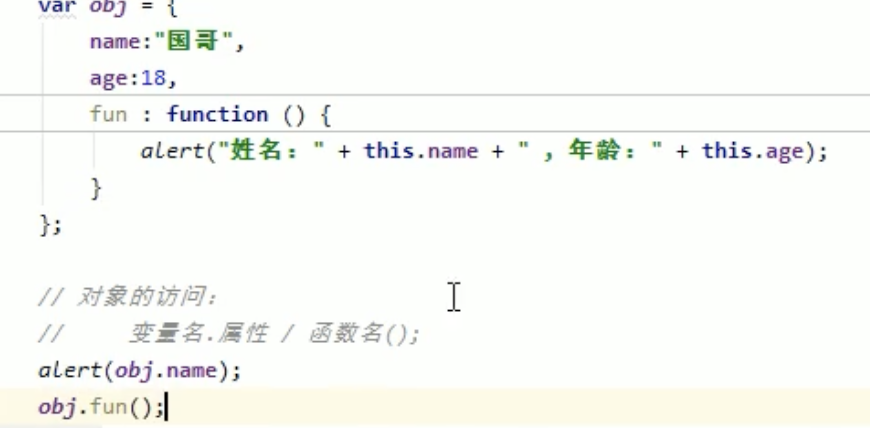 var obj = {
name:"国哥",
age:18,
fun : function () {
alert("姓名：" + this.name + " , 年龄：" + this.age);
}
};
// 对象的访问：
//     变量名.属性 / 函数名();
alert(obj.name);
obj.fun();